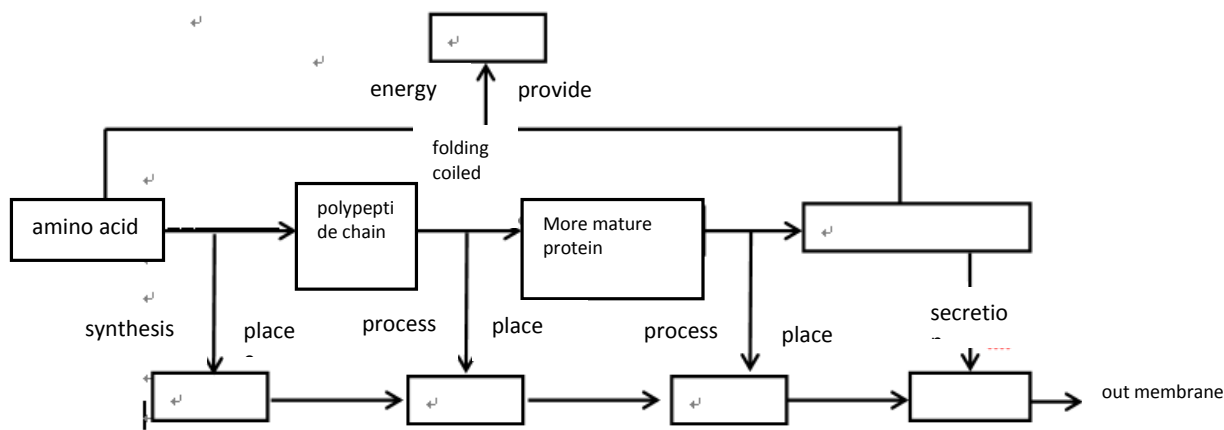 energy provide
folding
coiled
amino acid
polypepti
de chain
More mature
protein
synthesis place
process place
process place
secretio
out membrane